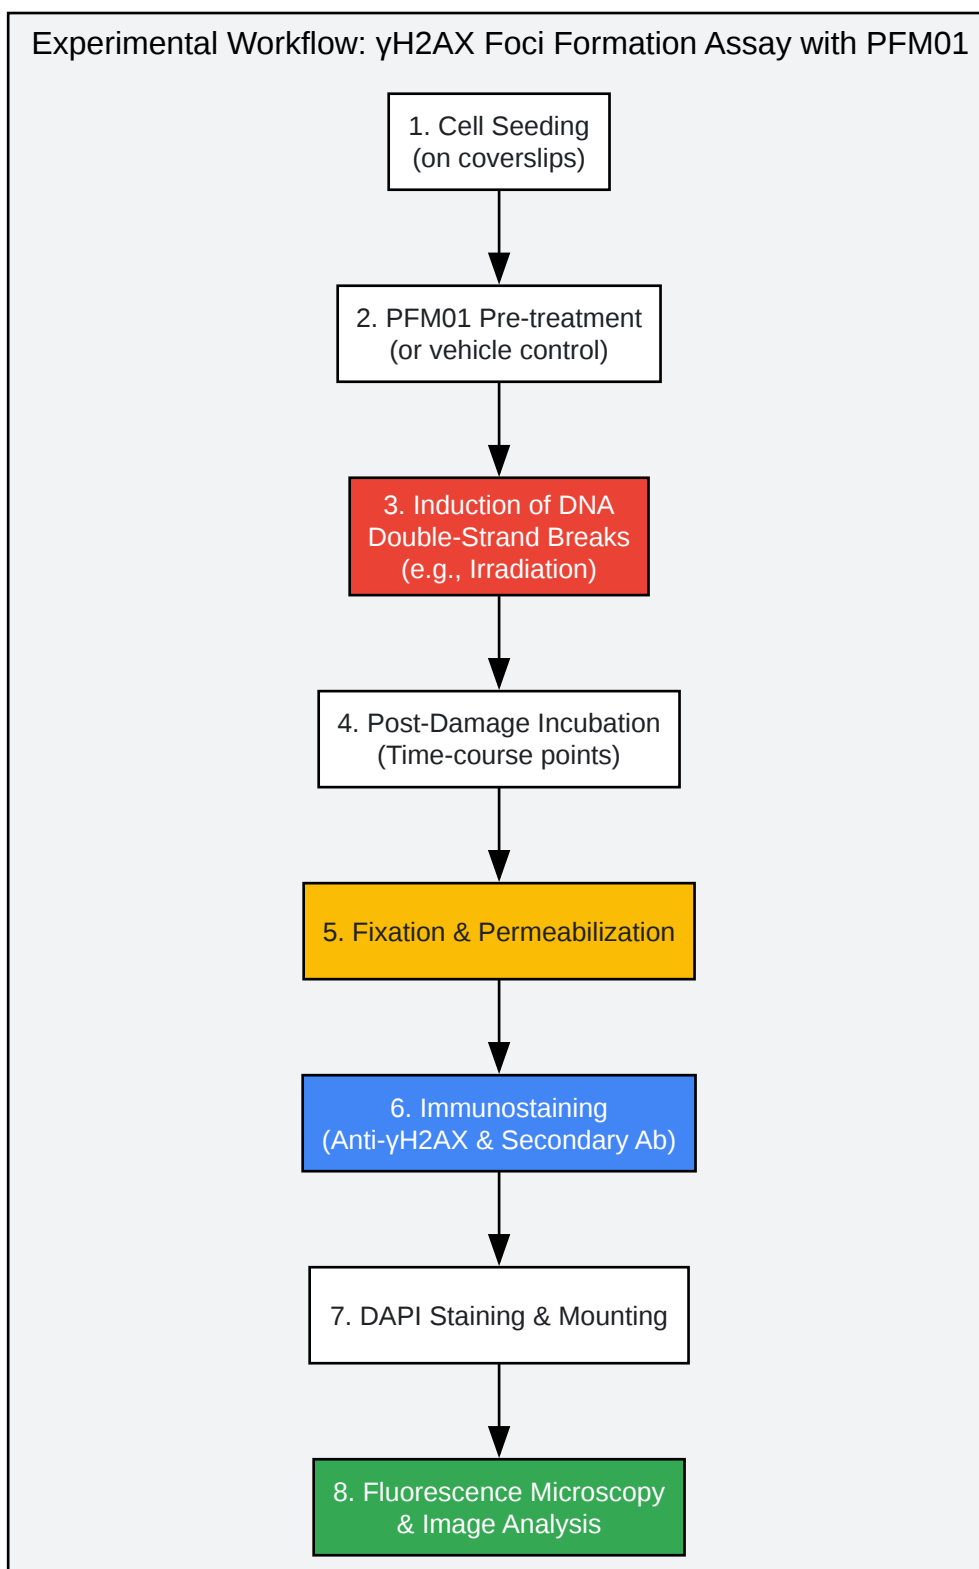 Experimental Workflow: γH2AX Foci Formation Assay with PFM01
1. Cell Seeding
(on coverslips)
2. PFM01 Pre-treatment
(or vehicle control)
3. Induction of DNA
Double-Strand Breaks
(e.g., Irradiation)
4. Post-Damage Incubation
(Time-course points)
5. Fixation & Permeabilization
6. Immunostaining
(Anti-γH2AX & Secondary Ab)
7. DAPI Staining & Mounting
8. Fluorescence Microscopy
& Image Analysis